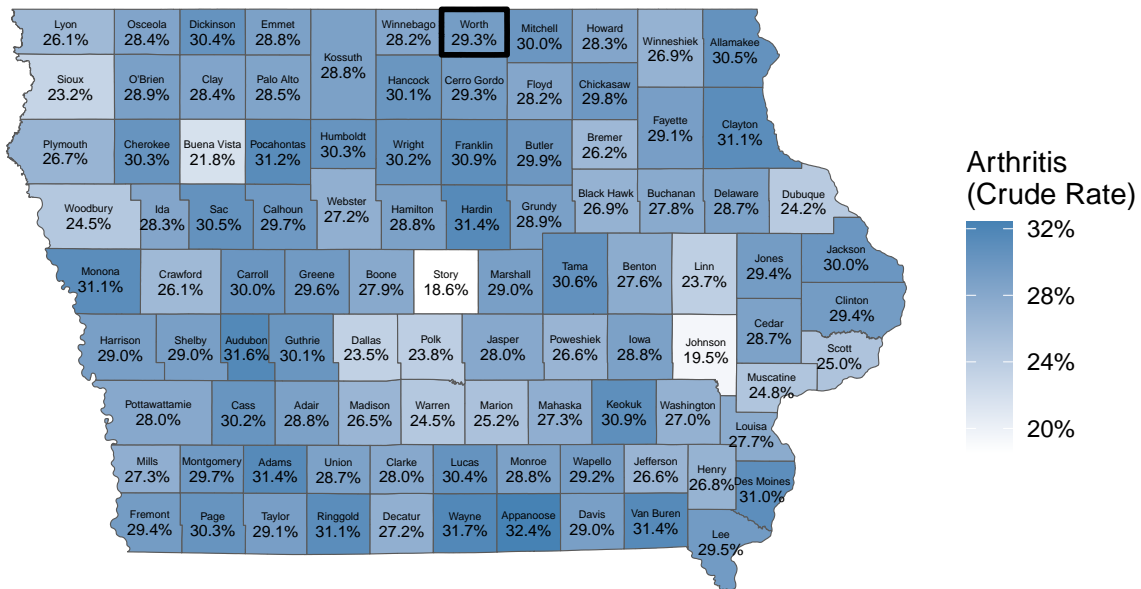 Lyon
26.1%
Osceola
28.4%
Dickinson
30.4%
Emmet
28.8%
Kossuth
28.8%
Winnebago
28.2%
Worth
29.3%
Mitchell
30.0%
Howard
28.3%
Winneshiek
26.9%
Allamakee
30.5%
Sioux
23.2%
O'Brien
28.9%
Clay
28.4%
Palo Alto
28.5%
Hancock
30.1%
Cerro Gordo
29.3%
Floyd
28.2%
Chickasaw
29.8%
Plymouth
26.7%
Cherokee
30.3%
Buena Vista
21.8%
Pocahontas
31.2%
Humboldt
30.3%
Wright
30.2%
Franklin
30.9%
Butler
29.9%
Bremer
26.2%
Fayette
29.1%
Clayton
31.1%
Woodbury
24.5%
Ida
28.3%
Sac
30.5%
Calhoun
29.7%
Webster
27.2%
Hamilton
28.8%
Hardin
31.4%
Grundy
28.9%
Black Hawk
26.9%
Buchanan
27.8%
Delaware
28.7%
Dubuque
24.2%
Monona
31.1%
Crawford
26.1%
Carroll
30.0%
Greene
29.6%
Boone
27.9%
Story
18.6%
Marshall
29.0%
Tama
30.6%
Benton
27.6%
Linn
23.7%
Jones
29.4%
Jackson
30.0%
Clinton
29.4%
Harrison
29.0%
Shelby
29.0%
Audubon
31.6%
Guthrie
30.1%
Dallas
23.5%
Polk
23.8%
Jasper
28.0%
Poweshiek
26.6%
Iowa
28.8%
Johnson
19.5%
Cedar
28.7%
Scott
25.0%
Muscatine
24.8%
Pottawattamie
28.0%
Cass
30.2%
Adair
28.8%
Madison
26.5%
Warren
24.5%
Marion
25.2%
Mahaska
27.3%
Keokuk
30.9%
Washington
27.0%
Louisa
27.7%
Mills
27.3%
Montgomery
29.7%
Adams
31.4%
Union
28.7%
Clarke
28.0%
Lucas
30.4%
Monroe
28.8%
Wapello
29.2%
Jefferson
26.6%
Henry
26.8%
Des Moines
31.0%
Fremont
29.4%
Page
30.3%
Taylor
29.1%
Ringgold
31.1%
Decatur
27.2%
Wayne
31.7%
Appanoose
32.4%
Davis
29.0%
Van Buren
31.4%
Lee
29.5%
Arthritis
(Crude Rate)
32%
28%
24%
20%